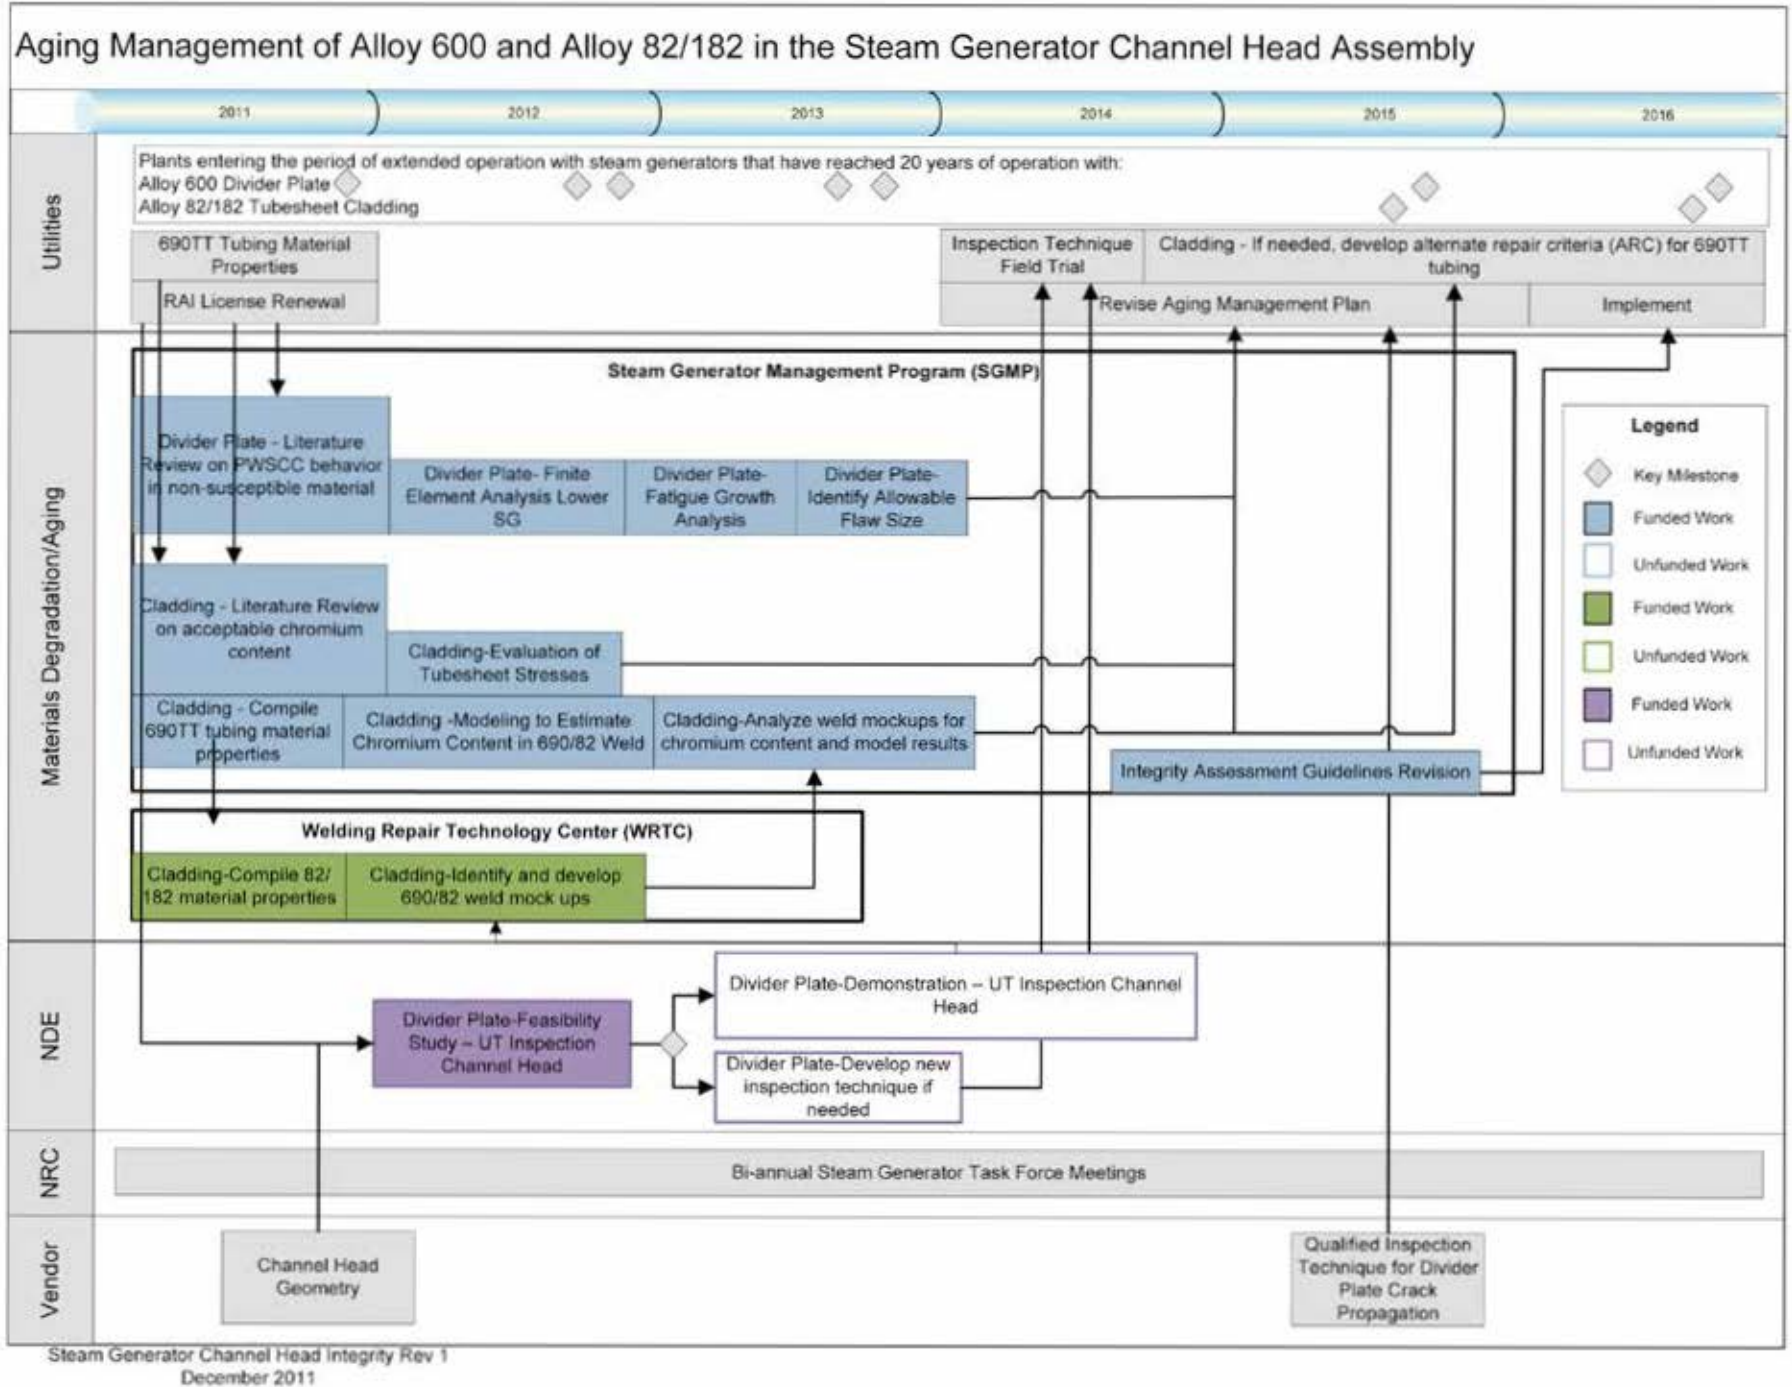 Aging Management of Alloy 600 and Alloy 82/182 in the Steam Generator Channel Head Assembly
2011
2012
2013
2014
2015
2016
Utilities
Plants entering the period of extended operation with steam generators that have reached 20 years of operation with:
Alloy 600 Divider Plate
Alloy 82/182 Tubesheet Cladding
690TT Tubing Material
Properties
RAI License Renewal
Inspection Technique
Field Trial
Cladding - If needed, develop alternate repair criteria (ARC) for 690TT
tubing
Revise Aging Management Plan
Implement
Materials Degradation/Aging
Steam Generator Management Program (SGMP)
Divider Plate - Literature
Review on PWSCC behavior
in non-susceptible material
Divider Plate- Finite
Element Analysis Lower
SG
Divider Plate-
Fatigue Growth
Analysis
Divider Plate-
Identify Allowable
Flaw Size
Cladding - Literature Review
on acceptable chromium
content
Cladding-Evaluation of
Tubesheet Stresses
Cladding - Compile
690TT tubing material
properties
Cladding -Modeling to Estimate
Chromium Content in 690/82 Weld
Cladding-Analyze weld mockups for
chromium content and model results
Integrity Assessment Guidelines Revision
Legend
Key Milestone
Funded Work
Unfunded Work
Funded Work
Unfunded Work
Funded Work
Unfunded Work
Welding Repair Technology Center (WRTC)
Cladding-Compile 82/
182 material properties
Cladding-Identify and develop
690/82 weld mock ups
NDE
Divider Plate-Feasibility
Study – UT Inspection
Channel Head
Divider Plate-Demonstration – UT Inspection Channel
Head
Divider Plate-Develop new
inspection technique if
needed
NRC
Bi-annual Steam Generator Task Force Meetings
Vendor
Channel Head
Geometry
Qualified Inspection
Technique for Divider
Plate Crack
Propagation
Steam Generator Channel Head Integrity Rev 1
December 2011